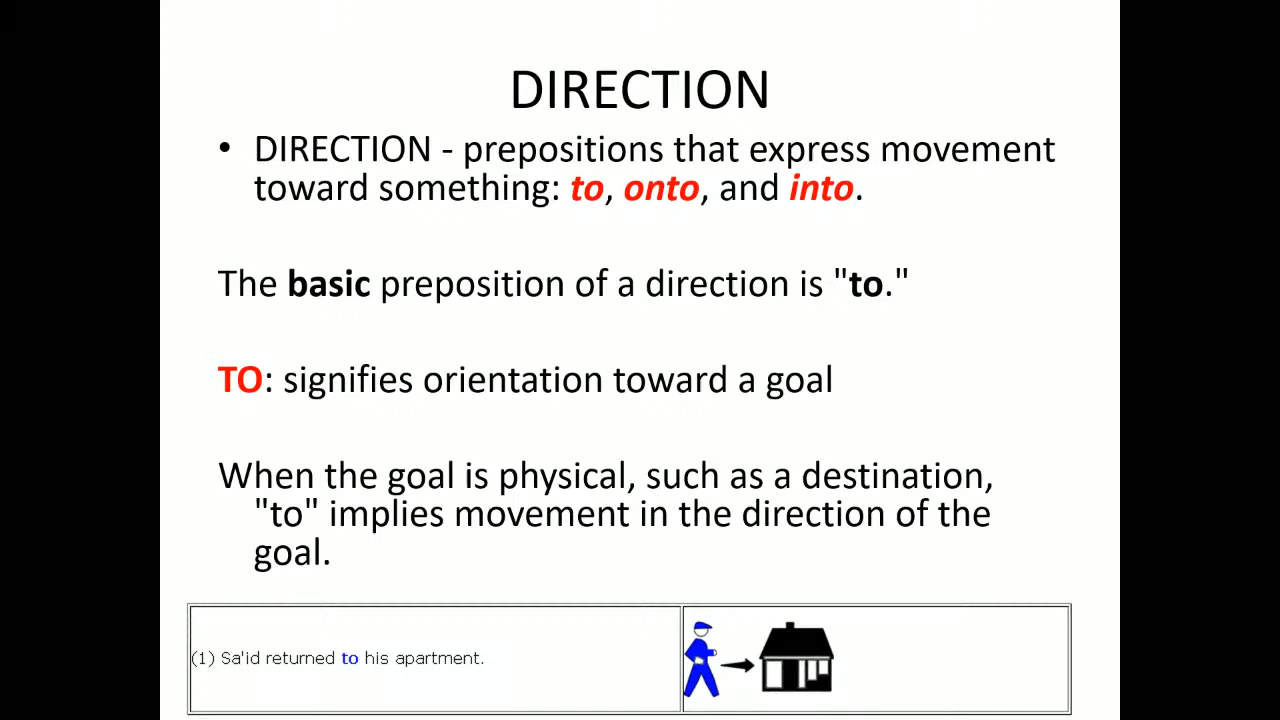 DIRECTION
• DIRECTION - prepositions that express movement
toward something: to, onto, and into.
The basic preposition of a direction is "to."
TO: signifies orientation toward a goal
When the goal is physical, such as a destination,
"to" implies movement in the direction of the
goal.
(1) Sa'id returned to his apartment.